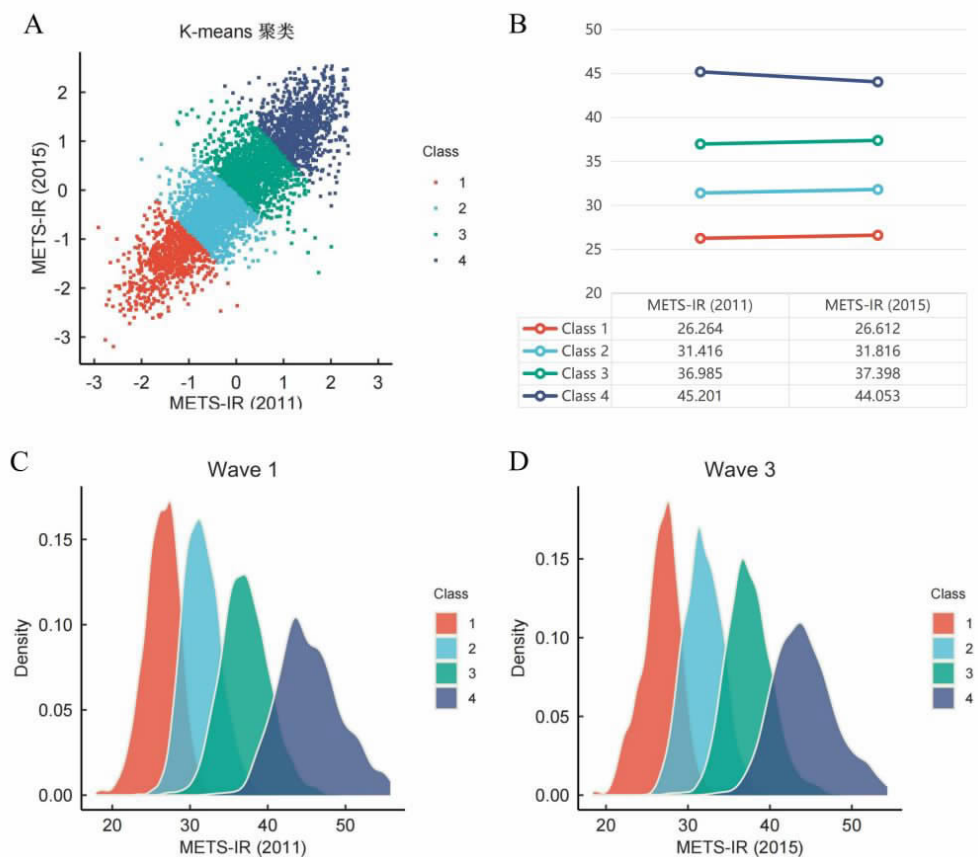 A
K-means 聚类
METS-IR (2015)
2
1
0
-1
-2
-3
-3 -2 -1 0 1 2 3
METS-IR (2011)
Class
1
2
3
4
B
50
45
40
35
30
25
20
METS-IR (2011) METS-IR (2015)
Class 1 26.264 26.612
Class 2 31.416 31.816
Class 3 36.985 37.398
Class 4 45.201 44.053
C
Wave 1
Density
0.15
0.10
0.05
0.00
20 30 40 50
METS-IR (2011)
Class
1
2
3
4
D
Wave 3
Density
0.15
0.10
0.05
0.00
20 30 40 50
METS-IR (2015)
Class
1
2
3
4